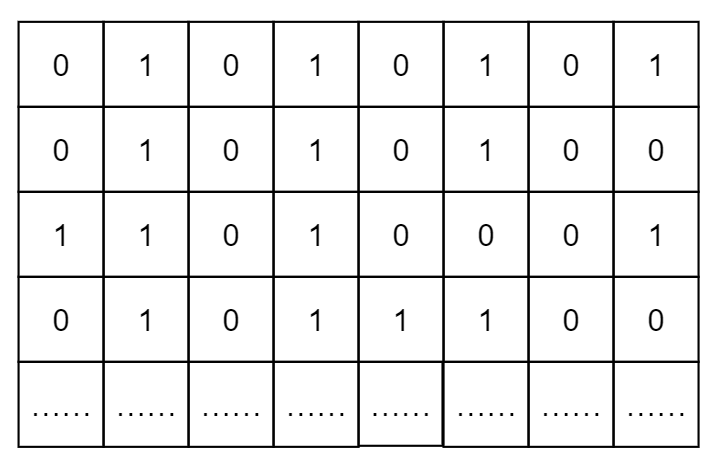 0 1 0 1 0 1 0 1
0 1 0 1 0 1 0 0
1 1 0 1 0 0 0 1
0 1 0 1 1 1 0 0
...... ...... ...... ...... ...... ...... ...... ......